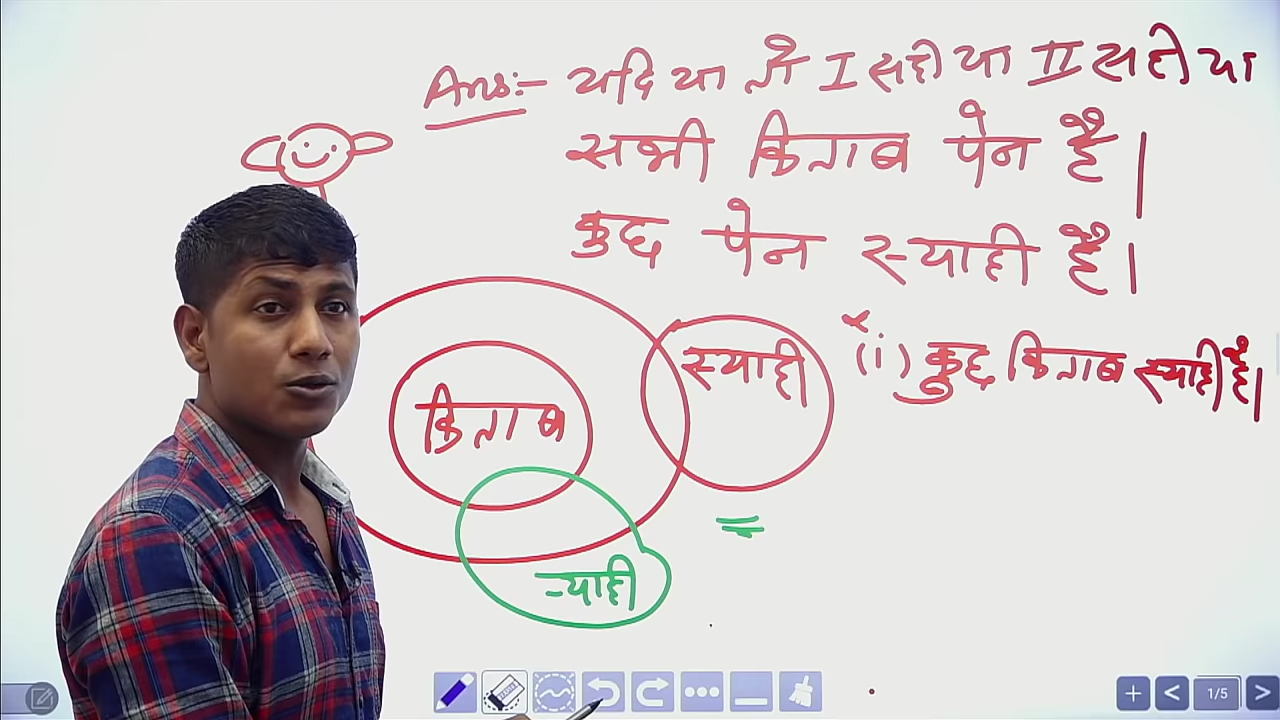 Ans:- यदि या तो I सही या II सही या
सभी किताब पेन है।
कुछ पेन स्याही है।
किताब
स्याही
x
(i) कुछ किताब स्याही है।
=
स्याही
1/5